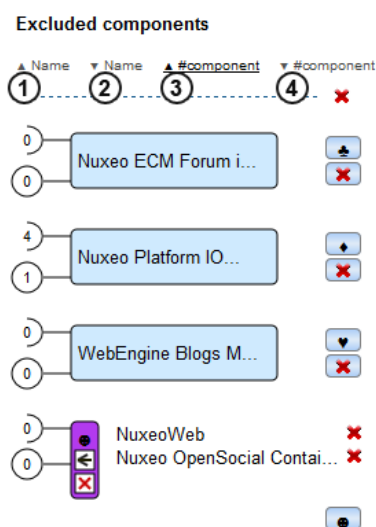 Excluded components
▲ Name ▼ Name ▲ #component ▼ #component
1 2 3 4
0
Nuxeo ECM Forum i...
0
4
Nuxeo Platform IO...
1
0
WebEngine Blogs M...
0
0
NuxeoWeb
Nuxeo OpenSocial Contai...
0